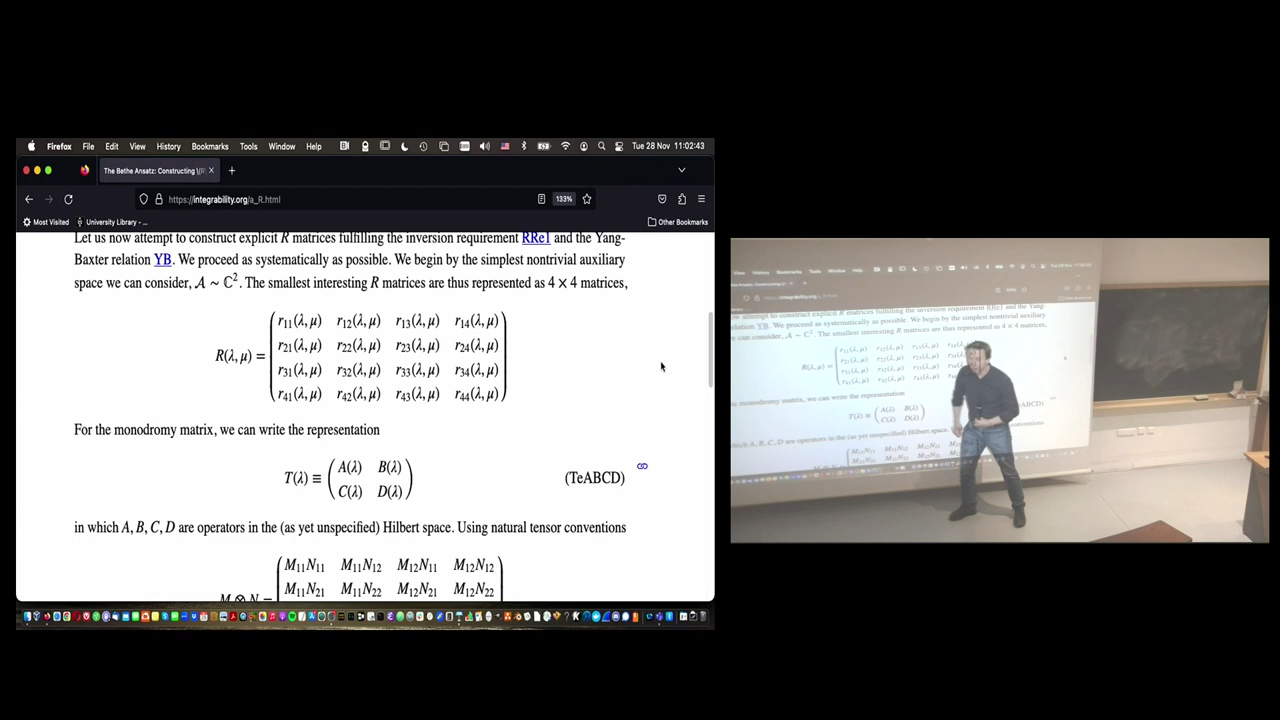 Firefox File Edit View History Bookmarks Tools Window Help Tue 28 Nov 11:02:43
The Bethe Ansatz: Constructing \(R
https://integrability.org/a_R.html 133%
Most Visited University Library - ... Other Bookmarks
Let us now attempt to construct explicit R matrices fulfilling the inversion requirement RRe1 and the Yang-
Baxter relation YB. We proceed as systematically as possible. We begin by the simplest nontrivial auxiliary
space we can consider, 𝒜 ∼ ℂ². The smallest interesting R matrices are thus represented as 4 × 4 matrices,
r₁₁(λ, μ) r₁₂(λ, μ) r₁₃(λ, μ) r₁₄(λ, μ)
r₂₁(λ, μ) r₂₂(λ, μ) r₂₃(λ, μ) r₂₄(λ, μ)
R(λ, μ) =
r₃₁(λ, μ) r₃₂(λ, μ) r₃₃(λ, μ) r₃₄(λ, μ)
r₄₁(λ, μ) r₄₂(λ, μ) r₄₃(λ, μ) r₄₄(λ, μ)
For the monodromy matrix, we can write the representation
A(λ) B(λ)
T(λ) ≡ (TeABCD)
C(λ) D(λ)
in which A, B, C, D are operators in the (as yet unspecified) Hilbert space. Using natural tensor conventions
M₁₁N₁₁ M₁₁N₁₂ M₁₂N₁₁ M₁₂N₁₂
M₁₁N₂₁ M₁₁N₂₂ M₁₂N₂₁ M₁₂N₂₂
M ⊗ N =